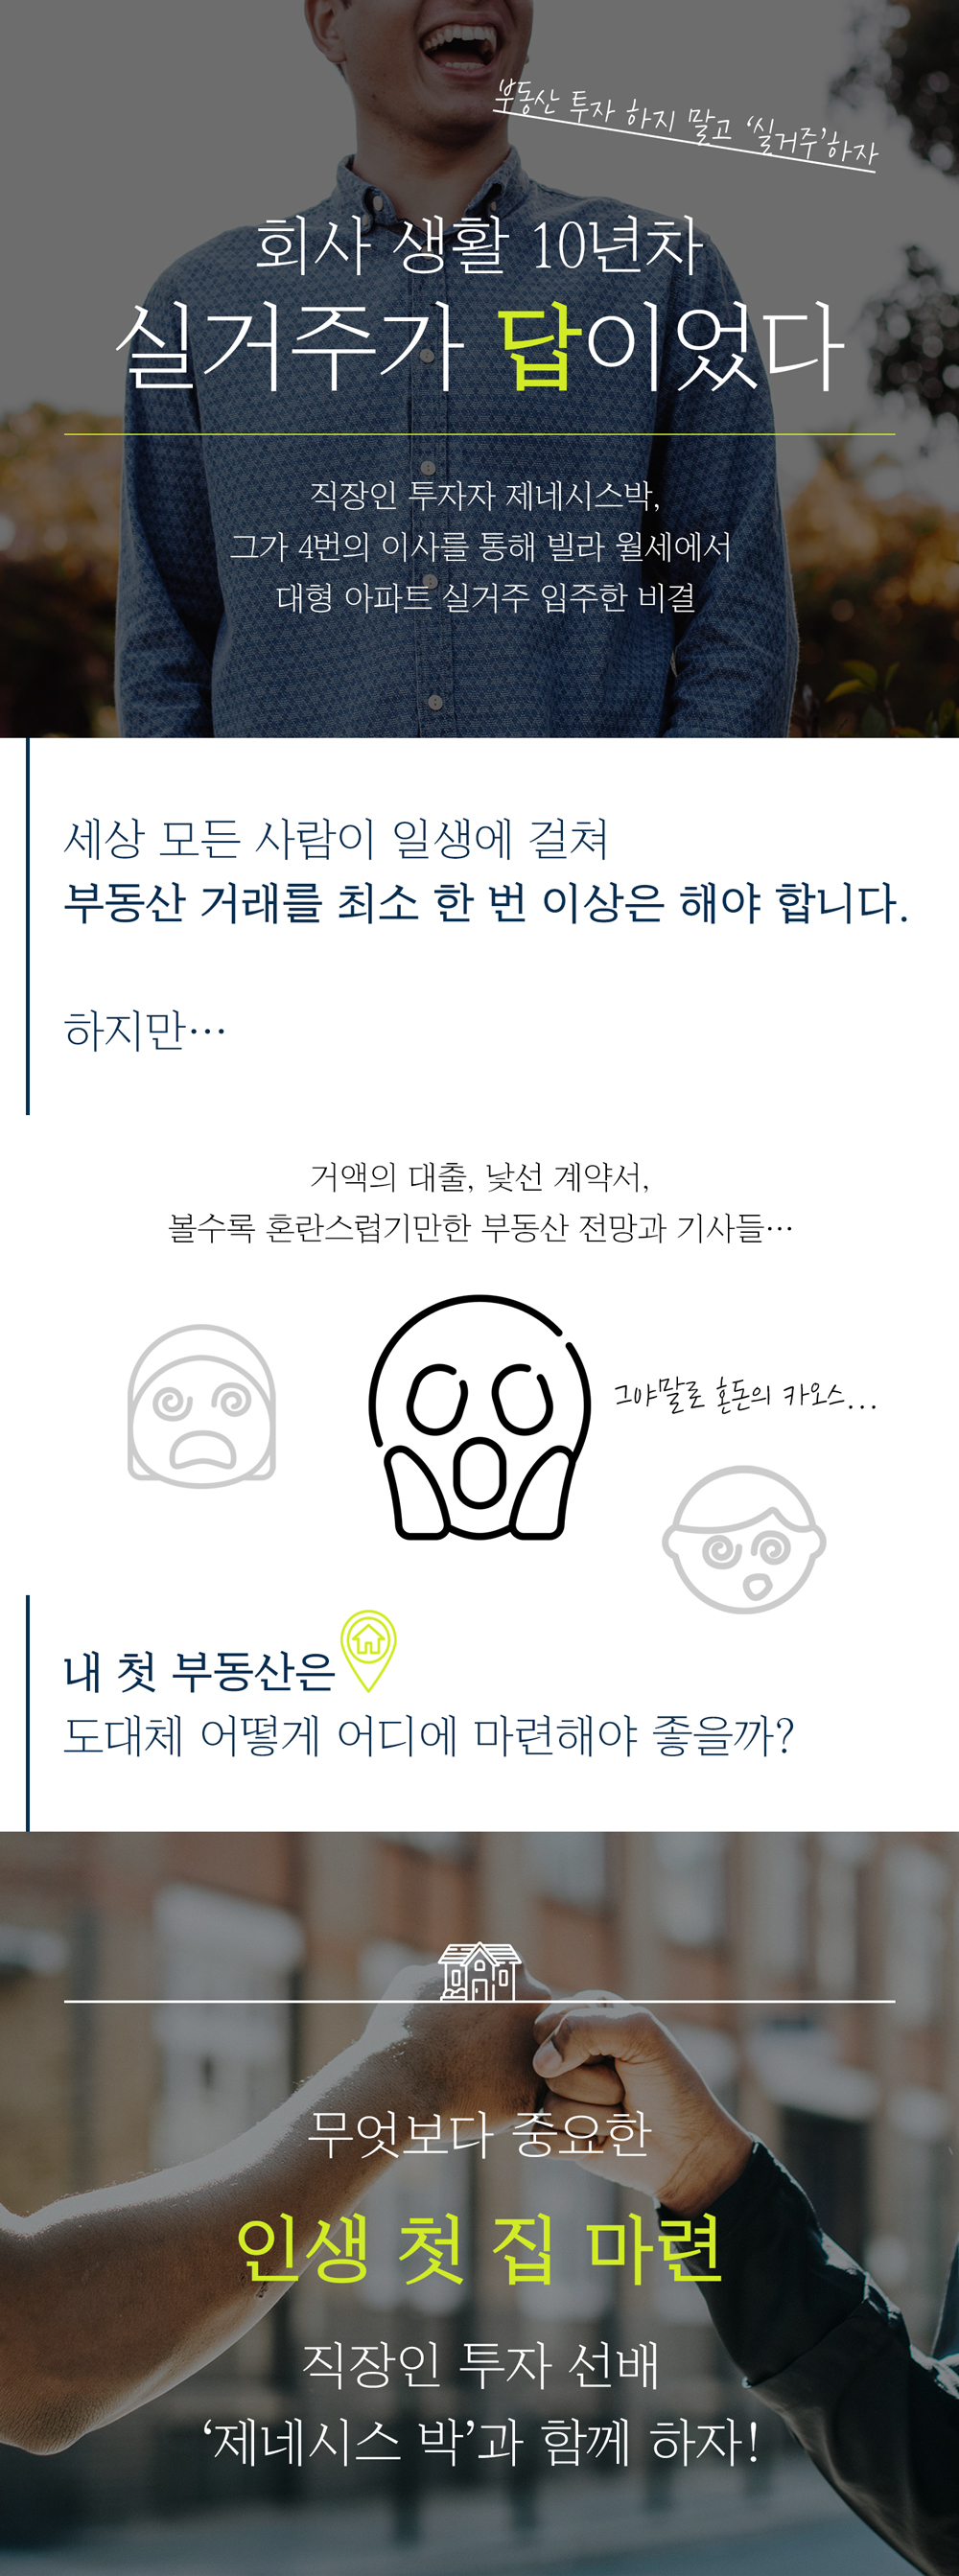 부동산 투자 하지 말고 ‘실거주’하자
회사 생활 10년차
실거주가 답이었다
직장인 투자자 제네시스박,
그가 4번의 이사를 통해 빌라 월세에서
대형 아파트 실거주 입주한 비결
세상 모든 사람이 일생에 걸쳐
부동산 거래를 최소 한 번 이상은 해야 합니다.
하지만…
거액의 대출, 낯선 계약서,
볼수록 혼란스럽기만한 부동산 전망과 기사들…
그야말로 혼돈의 카오스...
내 첫 부동산은
도대체 어떻게 어디에 마련해야 좋을까?
무엇보다 중요한
인생 첫 집 마련
직장인 투자 선배
‘제네시스 박’과 함께 하자!